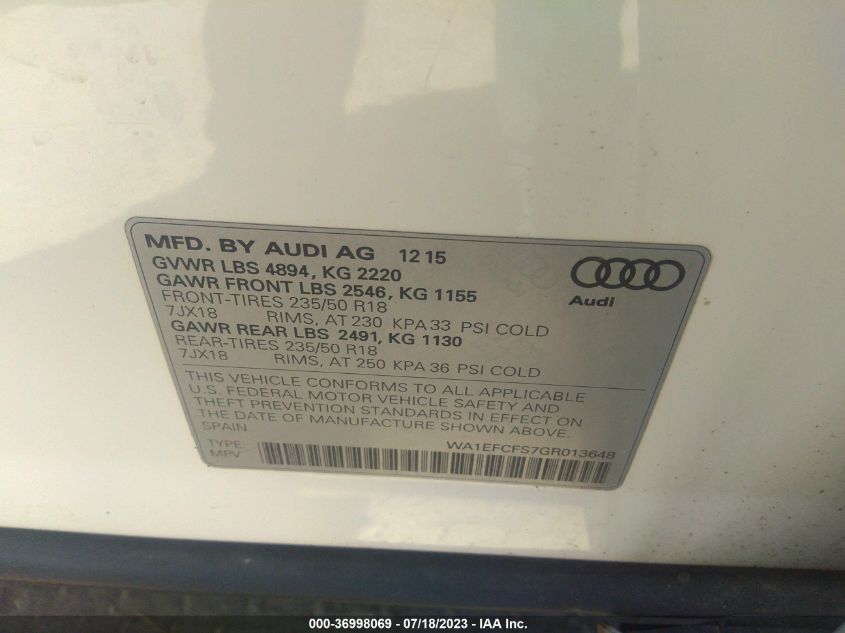 MFD. BY AUDI AG 12 15
GVWR LBS 4894, KG 2220
GAWR FRONT LBS 2546, KG 1155
FRONT-TIRES 235/50 R18
7JX18 RIMS, AT 230 KPA 33 PSI COLD
GAWR REAR LBS 2491, KG 1130
REAR-TIRES 235/50 R18
7JX18 RIMS, AT 250 KPA 36 PSI COLD
Audi
THIS VEHICLE CONFORMS TO ALL APPLICABLE
U.S. FEDERAL MOTOR VEHICLE SAFETY AND
THEFT PREVENTION STANDARDS IN EFFECT ON
THE DATE OF MANUFACTURE SHOWN ABOVE.
SPAIN
TYPE: WA1EFCFS7GR013648
MPV
000-36998069 / 07/18/2023 - IAA Inc.